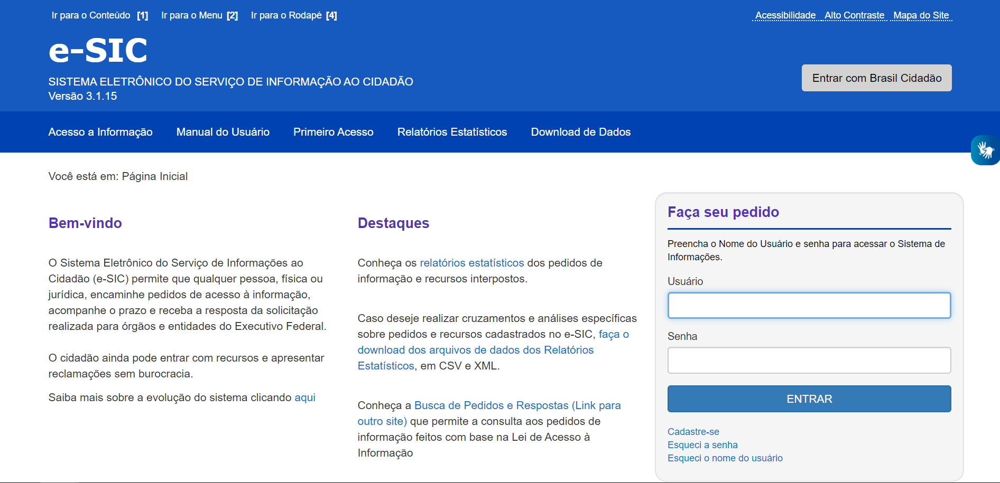 Ir para o Conteúdo [1] Ir para o Menu [2] Ir para o Rodapé [4]
Acessibilidade Alto Contraste Mapa do Site
e-SIC
SISTEMA ELETRÔNICO DO SERVIÇO DE INFORMAÇÃO AO CIDADÃO
Versão 3.1.15
Entrar com Brasil Cidadão
Acesso a Informação Manual do Usuário Primeiro Acesso Relatórios Estatísticos Download de Dados
Você está em: Página Inicial
Bem-vindo
O Sistema Eletrônico do Serviço de Informações ao
Cidadão (e-SIC) permite que qualquer pessoa, física ou
jurídica, encaminhe pedidos de acesso à informação,
acompanhe o prazo e receba a resposta da solicitação
realizada para órgãos e entidades do Executivo Federal.
O cidadão ainda pode entrar com recursos e apresentar
reclamações sem burocracia.
Saiba mais sobre a evolução do sistema clicando aqui
Destaques
Conheça os relatórios estatísticos dos pedidos de
informação e recursos interpostos.
Caso deseje realizar cruzamentos e análises específicas
sobre pedidos e recursos cadastrados no e-SIC, faça o
download dos arquivos de dados dos Relatórios
Estatísticos, em CSV e XML.
Conheça a Busca de Pedidos e Respostas (Link para
outro site) que permite a consulta aos pedidos de
informação feitos com base na Lei de Acesso à
Informação
Faça seu pedido
Preencha o Nome do Usuário e senha para acessar o Sistema de
Informações.
Usuário
Senha
ENTRAR
Cadastre-se
Esqueci a senha
Esqueci o nome do usuário